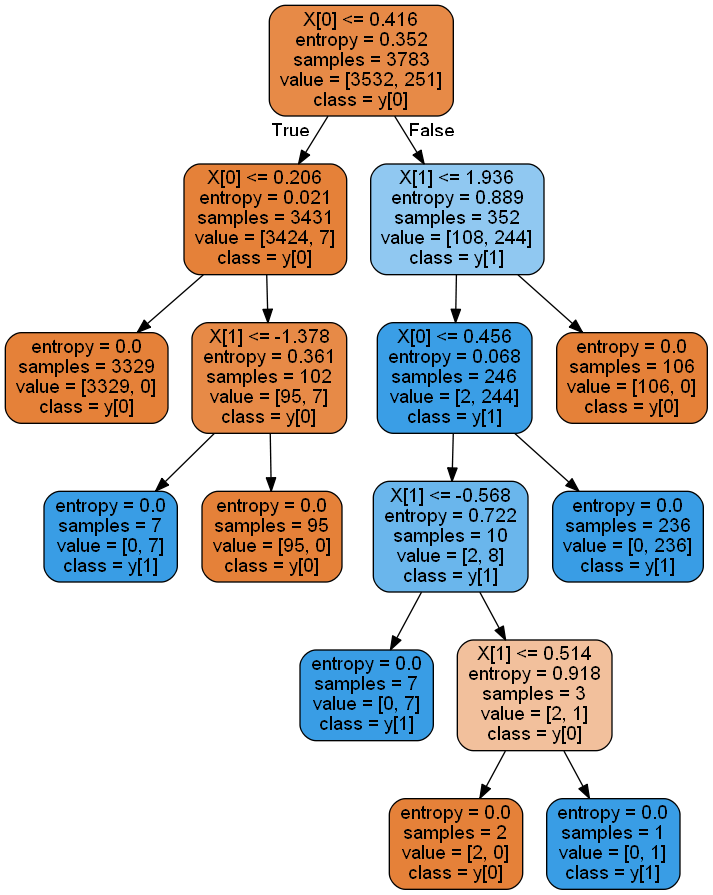 X[0] <= 0.416
entropy = 0.352
samples = 3783
value = [3532, 251]
class = y[0]
True
False
X[0] <= 0.206
entropy = 0.021
samples = 3431
value = [3424, 7]
class = y[0]
X[1] <= 1.936
entropy = 0.889
samples = 352
value = [108, 244]
class = y[1]
entropy = 0.0
samples = 3329
value = [3329, 0]
class = y[0]
X[1] <= -1.378
entropy = 0.361
samples = 102
value = [95, 7]
class = y[0]
X[0] <= 0.456
entropy = 0.068
samples = 246
value = [2, 244]
class = y[1]
entropy = 0.0
samples = 106
value = [106, 0]
class = y[0]
entropy = 0.0
samples = 7
value = [0, 7]
class = y[1]
entropy = 0.0
samples = 95
value = [95, 0]
class = y[0]
X[1] <= -0.568
entropy = 0.722
samples = 10
value = [2, 8]
class = y[1]
entropy = 0.0
samples = 236
value = [0, 236]
class = y[1]
entropy = 0.0
samples = 7
value = [0, 7]
class = y[1]
X[1] <= 0.514
entropy = 0.918
samples = 3
value = [2, 1]
class = y[0]
entropy = 0.0
samples = 2
value = [2, 0]
class = y[0]
entropy = 0.0
samples = 1
value = [0, 1]
class = y[1]